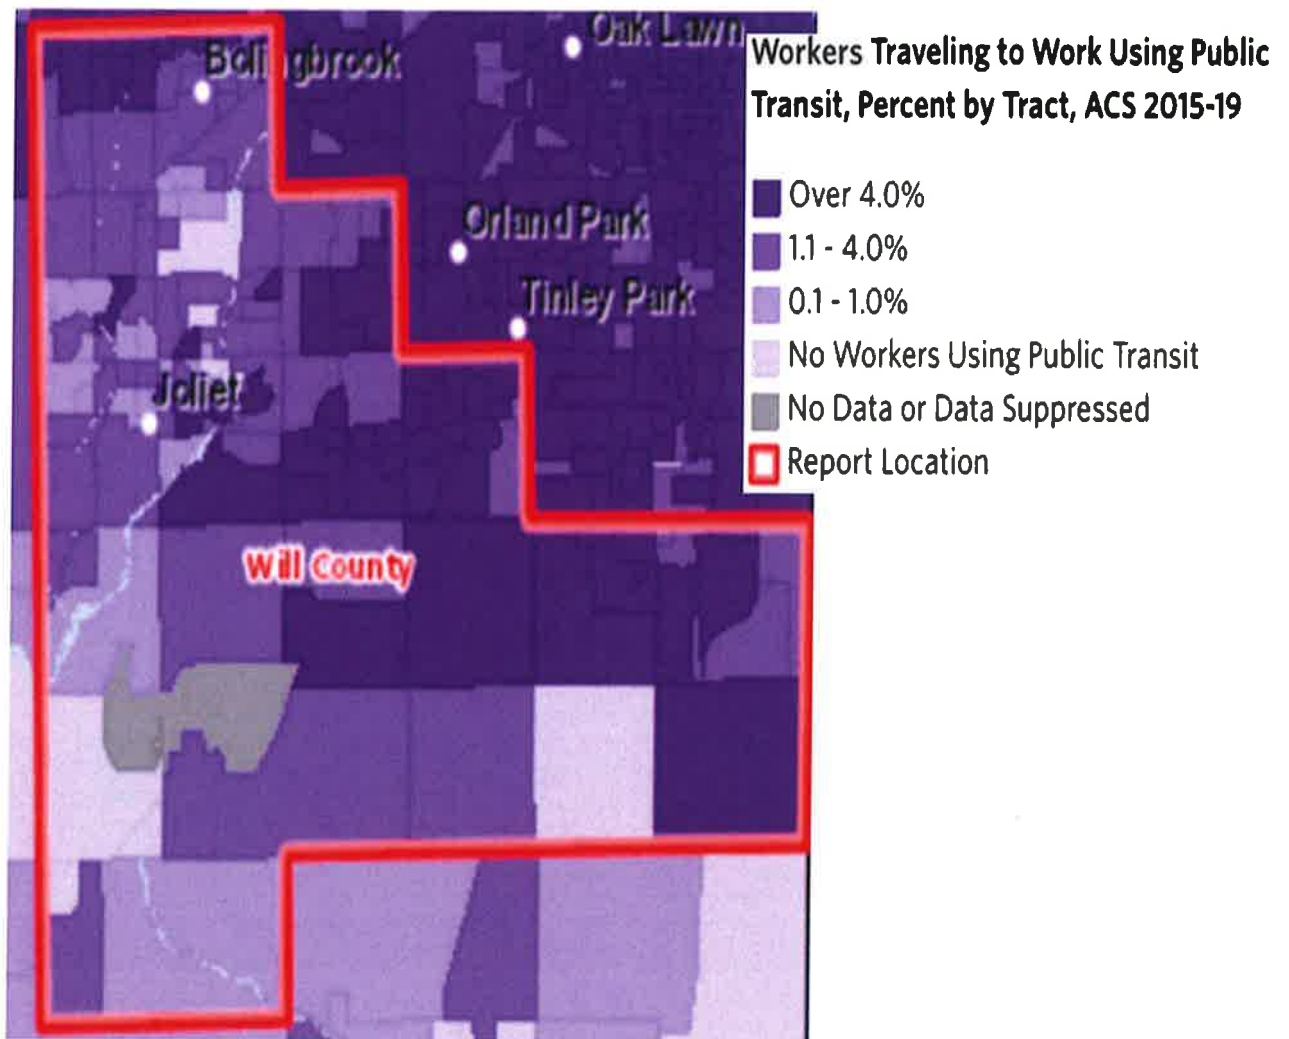 Oak Lawn
Bolingbrook
Orland Park
Tinley Park
Joliet
Will County
Workers Traveling to Work Using Public
Transit, Percent by Tract, ACS 2015-19
Over 4.0%
1.1 - 4.0%
0.1 - 1.0%
No Workers Using Public Transit
No Data or Data Suppressed
Report Location